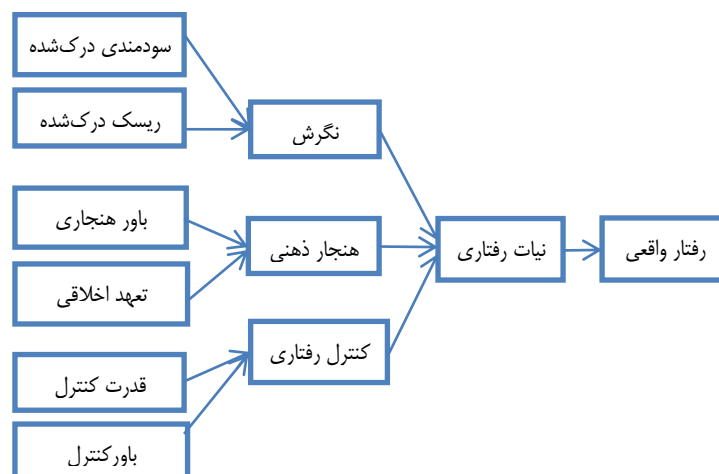 سودمندی درک‌شده
ریسک درک‌شده
نگرش
باور هنجاری
هنجار ذهنی
نیات رفتاری
رفتار واقعی
تعهد اخلاقی
کنترل رفتاری
قدرت کنترل
باورکنترل